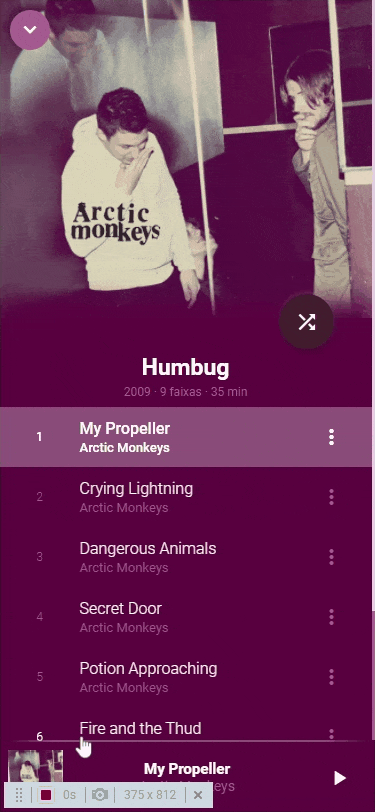 Arctic
monkeys
Humbug
2009 · 9 faixas · 35 min
1
My Propeller
Arctic Monkeys
2
Crying Lightning
Arctic Monkeys
3
Dangerous Animals
Arctic Monkeys
4
Secret Door
Arctic Monkeys
5
Potion Approaching
Arctic Monkeys
6
Fire and the Thud
My Propeller
0s
375 x 812